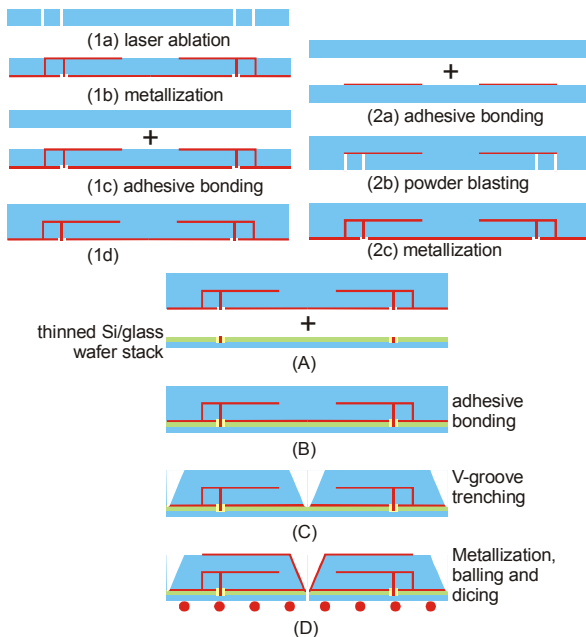 (1a) laser ablation
(1b) metallization
+
(1c) adhesive bonding
(1d)
+
(2a) adhesive bonding
(2b) powder blasting
(2c) metallization
thinned Si/glass
wafer stack
+
(A)
adhesive
bonding
(B)
V-groove
trenching
(C)
Metallization,
balling and
dicing
(D)